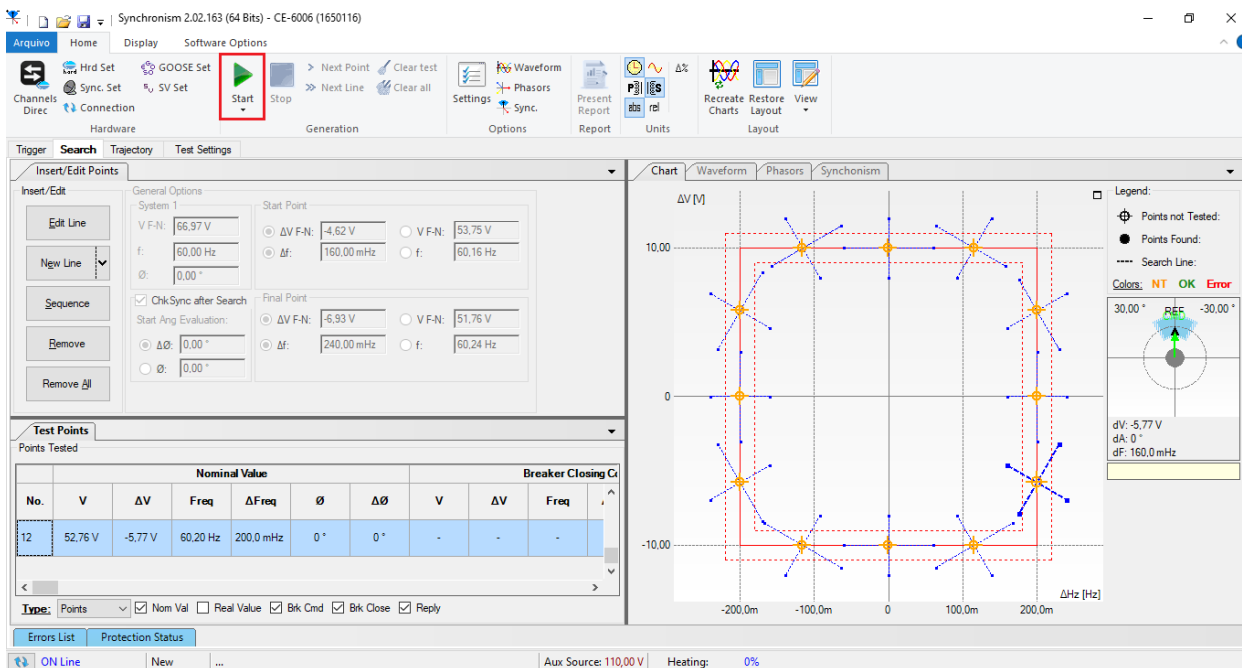 Synchronism 2.02.163 (64 Bits) - CE-6006 (1650116)
Arquivo Home Display Software Options
Channels Direc
Hrd Set
Sync. Set
Connection
GOOSE Set
SV Set
Hardware
Start
Stop
Next Point
Next Line
Clear test
Clear all
Generation
Settings
Waveform
Phasors
Sync.
Options
Present Report
Report
Δ%
abs rel
Units
Recreate Charts
Restore Layout
View
Layout
Trigger Search Trajectory Test Settings
Insert/Edit Points
Insert/Edit
Edit Line
New Line
Sequence
Remove
Remove All
General Options
System 1
V F-N: 66,97 V
f: 60,00 Hz
Ø: 0,00 °
Chk Sync after Search
Start Ang Evaluation:
ΔØ: 0,00 °
Ø: 0,00 °
Start Point
ΔV F-N: -4,62 V V F-N: 53,75 V
Δf: 160,00 mHz f: 60,16 Hz
Final Point
ΔV F-N: -6,93 V V F-N: 51,76 V
Δf: 240,00 mHz f: 60,24 Hz
Test Points
Points Tested
Nominal Value Breaker Closing Co
No. V ΔV Freq ΔFreq Ø ΔØ V ΔV Freq
12 52,76 V -5,77 V 60,20 Hz 200,0 mHz 0 ° 0 ° - - -
Type: Points Nom Val Real Value Brk Cmd Brk Close Reply
Chart Waveform Phasors Synchonism
ΔV [V]
10,00
0
-10,00
-200,0m -100,0m 0 100,0m 200,0m
ΔHz [Hz]
Legend:
Points not Tested:
Points Found:
Search Line:
Colors: NT OK Error
30,00 ° REF -30,00 °
dV: -5,77 V
dA: 0 °
dF: 160,0 mHz
Errors List Protection Status
ON Line New ... Aux Source: 110,00 V Heating: 0%